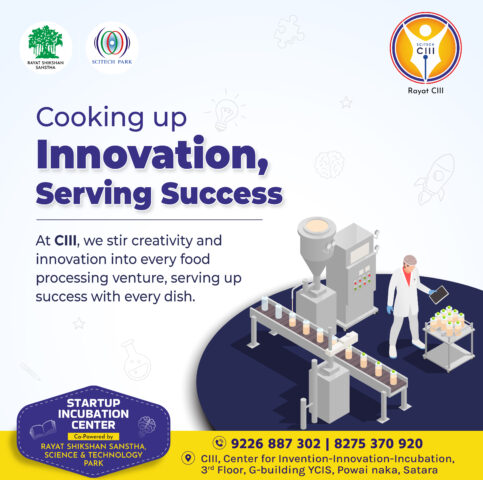 RAYAT SHIKSHAN
SANSTHA
SCITECH PARK
SCITECH
CIII
Rayat CIII
Cooking up
Innovation,
Serving Success
At CIII, we stir creativity and
innovation into every food
processing venture, serving up
success with every dish.
STARTUP
INCUBATION
CENTER
Co-Powered by
RAYAT SHIKSHAN SANSTHA,
SCIENCE & TECHNOLOGY
PARK
9226 887 302 | 8275 370 920
CIII, Center for Invention-Innovation-Incubation,
3rd Floor, G-building YCIS, Powai naka, Satara